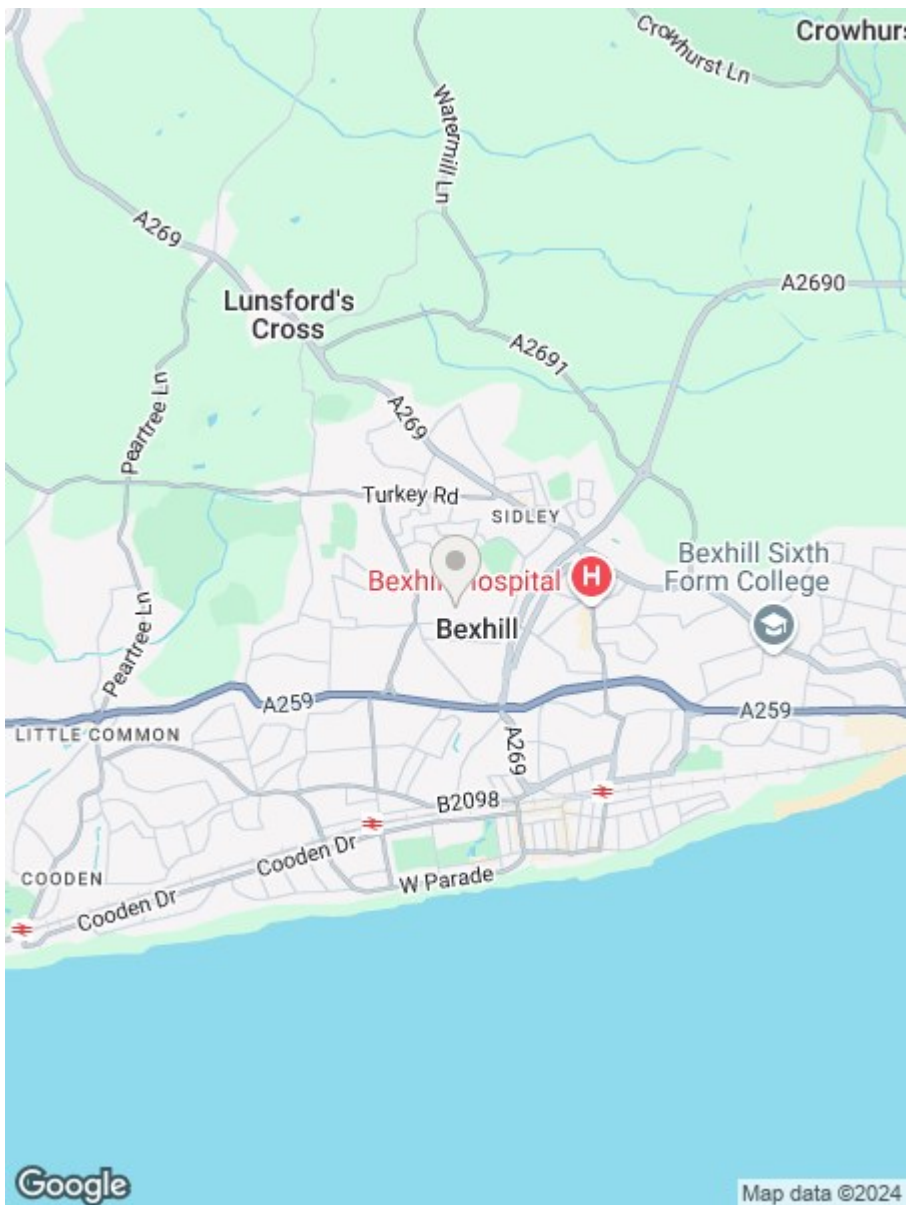 Crowhurs
Crowhurst Ln
Watermill Ln
A269
A2690
Lunsford's
Cross
A2691
Peartree Ln
A269
Turkey Rd
SIDLEY
Bexhill Sixth
Form College
Bexhill Hospital
H
Bexhill
Peartree Ln
A259
A259
LITTLE COMMON
A269
B2098
Cooden Dr
COODEN
W Parade
Cooden Dr
Google
Map data ©2024